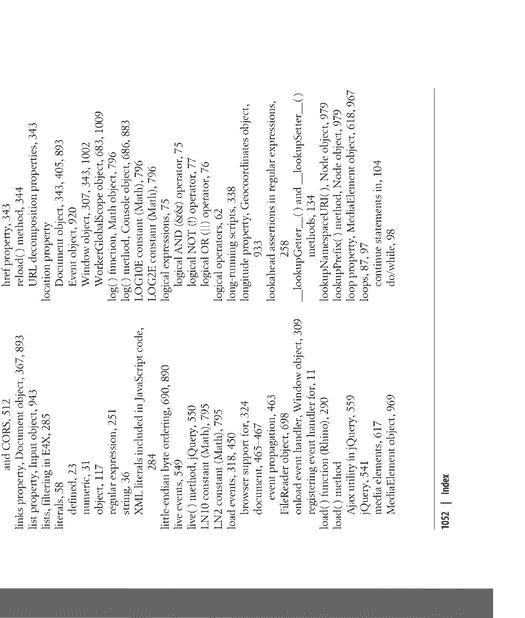 and CORS, 512
links property, Document object, 367, 893
list property, Input object, 943
lists, filtering in E4X, 285
literals, 58
defined, 23
numeric, 31
object, 117
regular expression, 251
string, 36
XML literals included in JavaScript code,
284
little-endian byte ordering, 690, 890
live events, 549
live() method, jQuery, 550
LN10 constant (Math), 795
LN2 constant (Math), 795
load events, 318, 450
browser support for, 324
document, 465–467
event propagation, 463
FileReader object, 698
onload event handler, Window object, 309
registering event handler for, 11
load() function (Rhino), 290
load() method
Ajax utility in jQuery, 559
jQuery, 541
media elements, 617
MediaElement object, 969
href property, 343
reload() method, 344
URL decomposition properties, 343
location property
Document object, 343, 405, 893
Event object, 920
Window object, 307, 343, 1002
WorkerGlobalScope object, 683, 1009
log() function, Math object, 796
log() method, Console object, 686, 883
LOG10E constant (Math), 796
LOG2E constant (Math), 796
logical expressions, 75
logical AND (&&) operator, 75
logical NOT (!) operator, 77
logical OR (||) operator, 76
logical operators, 62
long-running scripts, 338
longitude property, Geocoordinates object,
933
lookahead assertions in regular expressions,
258
__lookupGetter__() and __lookupSetter__()
methods, 134
lookupNamespaceURI(), Node object, 979
lookupPrefix() method, Node object, 979
loop property, MediaElement object, 618, 967
loops, 87, 97
continue statements in, 104
do/while, 98
1052 | Index